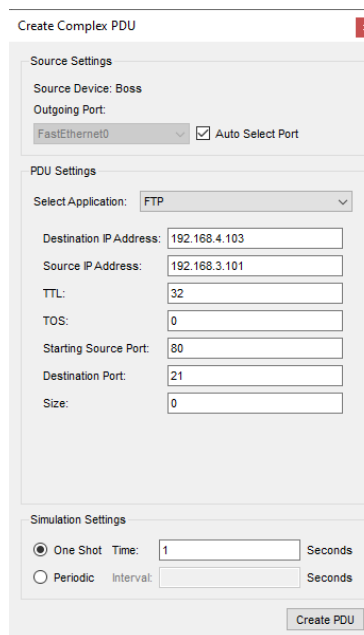 Create Complex PDU
Source Settings
Source Device: Boss
Outgoing Port:
FastEthernet0 Auto Select Port
PDU Settings
Select Application: FTP
Destination IP Address: 192.168.4.103
Source IP Address: 192.168.3.101
TTL: 32
TOS: 0
Starting Source Port: 80
Destination Port: 21
Size: 0
Simulation Settings
One Shot Time: 1 Seconds
Periodic Interval: Seconds
Create PDU